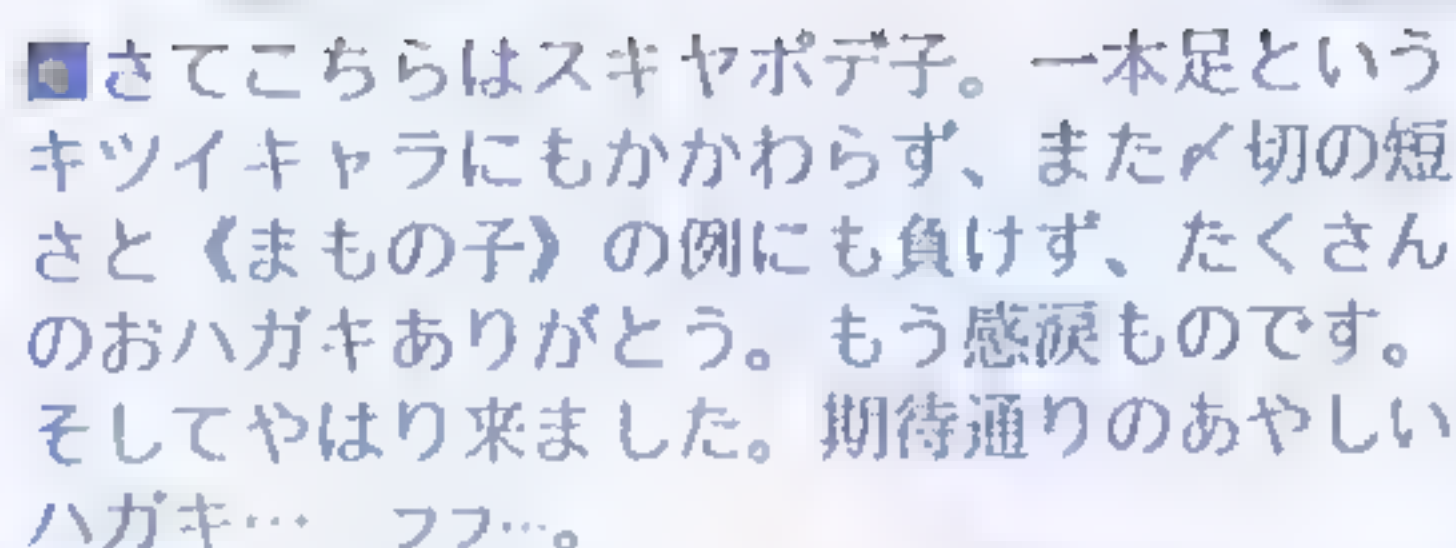 ■さてこちらはスキヤポデ子。一本足という
キツイキャラにもかかわらず、また〆切の短
さと《まもの子》の例にも負けず、たくさん
のおハガキありがとう。もう感涙ものです。
そしてやはり来ました。期待通りのあやしい
ハガキ… フフ…。